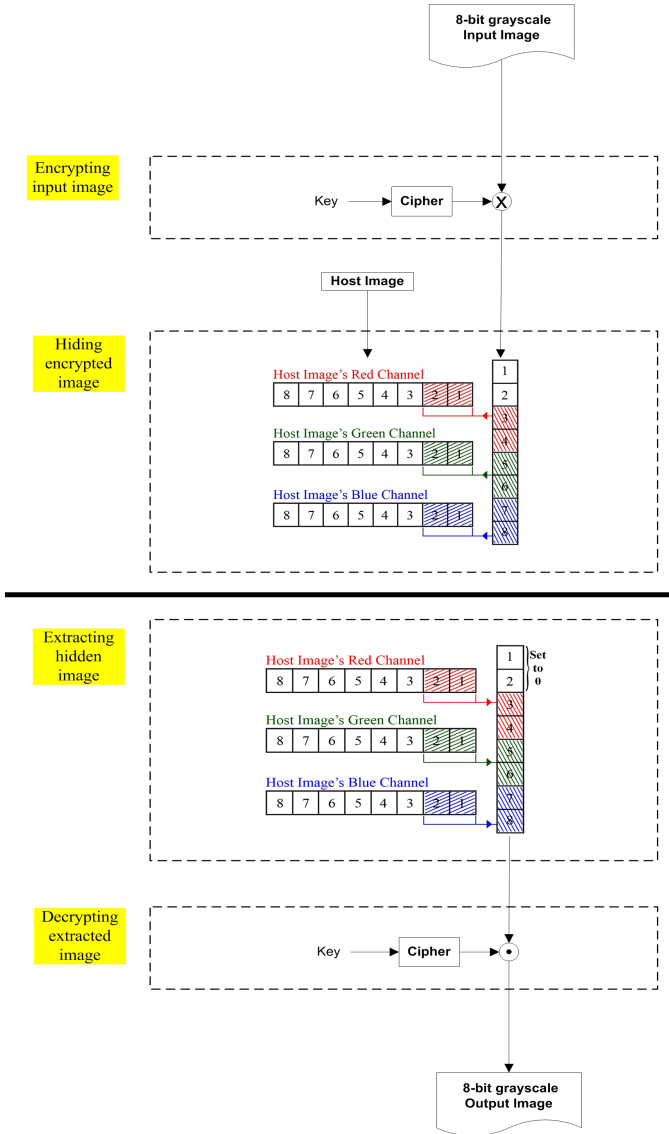 8-bit grayscale
Input Image
Encrypting
input image
Key
Cipher
X
Host Image
Hiding
encrypted
image
Host Image's Red Channel
8 7 6 5 4 3 2 1
Host Image's Green Channel
8 7 6 5 4 3 2 1
Host Image's Blue Channel
8 7 6 5 4 3 2 1
1
2
3
4
5
6
7
8
Extracting
hidden
image
Host Image's Red Channel
8 7 6 5 4 3 2 1
Host Image's Green Channel
8 7 6 5 4 3 2 1
Host Image's Blue Channel
8 7 6 5 4 3 2 1
1
2
3
4
5
6
7
8
Set
to
0
Decrypting
extracted
image
Key
Cipher
8-bit grayscale
Output Image